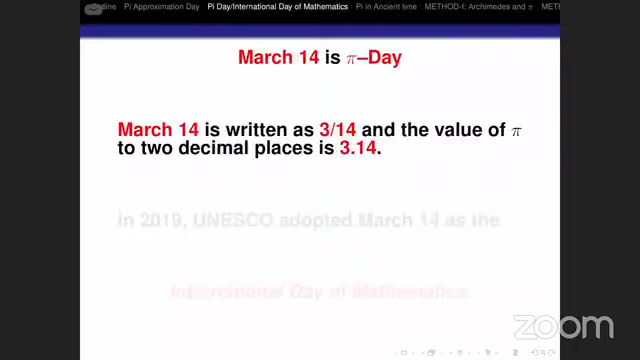 Outline Pi Approximation Day Pi Day/International Day of Mathematics Pi in Ancient time METHOD-I: Archimedes and π METH
March 14 is π–Day
March 14 is written as 3/14 and the value of π
to two decimal places is 3.14.
In 2019, UNESCO adopted March 14 as the
International Day of Mathematics.
zoom